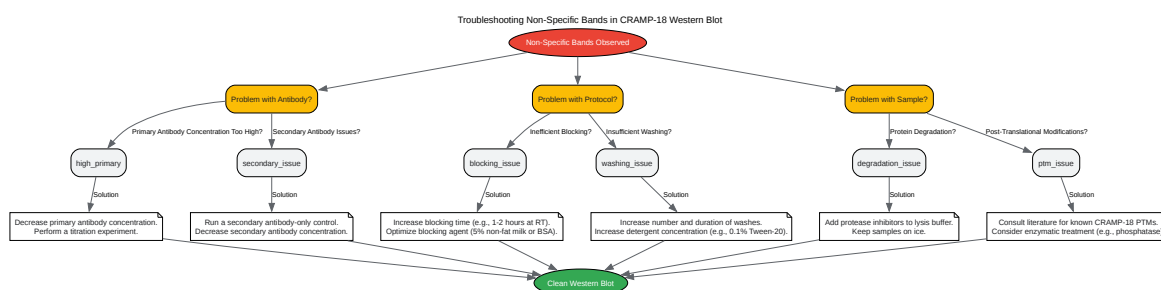 Troubleshooting Non-Specific Bands in CRAMP-18 Western Blot
Non-Specific Bands Observed
Problem with Antibody?
Problem with Protocol?
Problem with Sample?
Primary Antibody Concentration Too High?
Secondary Antibody Issues?
Inefficient Blocking?
Insufficient Washing?
Protein Degradation?
Post-Translational Modifications?
high_primary
secondary_issue
blocking_issue
washing_issue
degradation_issue
ptm_issue
Solution
Solution
Solution
Solution
Solution
Solution
Decrease primary antibody concentration.
Perform a titration experiment.
Run a secondary antibody-only control.
Decrease secondary antibody concentration.
Increase blocking time (e.g., 1-2 hours at RT).
Optimize blocking agent (5% non-fat milk or BSA).
Increase number and duration of washes.
Increase detergent concentration (e.g., 0.1% Tween-20).
Add protease inhibitors to lysis buffer.
Keep samples on ice.
Consult literature for known CRAMP-18 PTMs.
Consider enzymatic treatment (e.g., phosphatase
Clean Western Blot